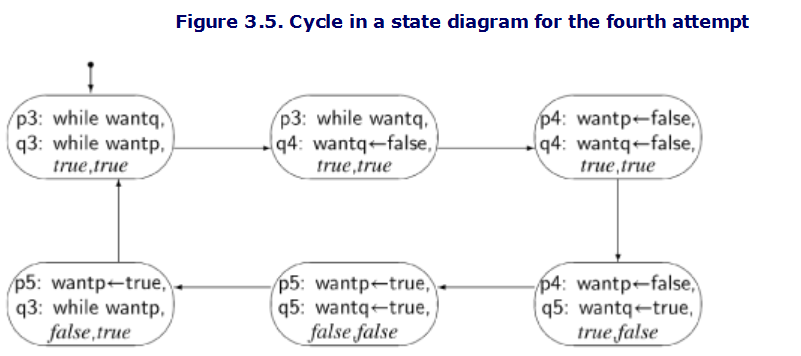 Figure 3.5. Cycle in a state diagram for the fourth attempt
p3: while wantq,
q3: while wantp,
true,true
p3: while wantq,
q4: wantq←false,
true,true
p4: wantp←false,
q4: wantq←false,
true,true
p5: wantp←true,
q3: while wantp,
false,true
p5: wantp←true,
q5: wantq←true,
false,false
p4: wantp←false,
q5: wantq←true,
true,false